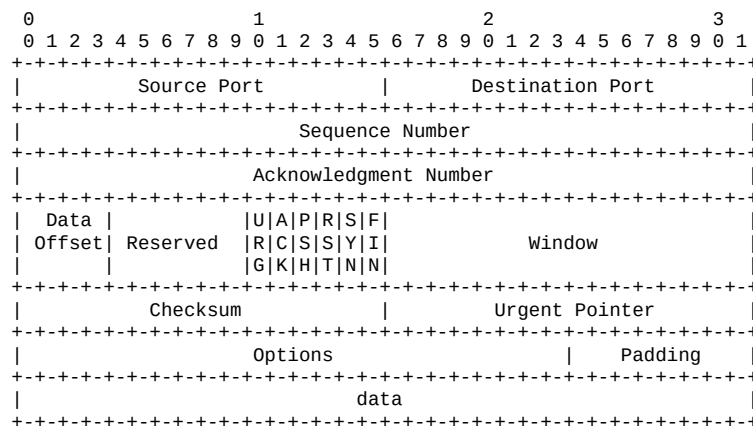 0                   1                   2                   3
 0 1 2 3 4 5 6 7 8 9 0 1 2 3 4 5 6 7 8 9 0 1 2 3 4 5 6 7 8 9 0 1
+-+-+-+-+-+-+-+-+-+-+-+-+-+-+-+-+-+-+-+-+-+-+-+-+-+-+-+-+-+-+-+-+
|          Source Port          |       Destination Port        |
+-+-+-+-+-+-+-+-+-+-+-+-+-+-+-+-+-+-+-+-+-+-+-+-+-+-+-+-+-+-+-+-+
|                        Sequence Number                        |
+-+-+-+-+-+-+-+-+-+-+-+-+-+-+-+-+-+-+-+-+-+-+-+-+-+-+-+-+-+-+-+-+
|                    Acknowledgment Number                      |
+-+-+-+-+-+-+-+-+-+-+-+-+-+-+-+-+-+-+-+-+-+-+-+-+-+-+-+-+-+-+-+-+
|  Data |           |U|A|P|R|S|F|                               |
| Offset| Reserved  |R|C|S|S|Y|I|            Window             |
|       |           |G|K|H|T|N|N|                               |
+-+-+-+-+-+-+-+-+-+-+-+-+-+-+-+-+-+-+-+-+-+-+-+-+-+-+-+-+-+-+-+-+
|           Checksum            |         Urgent Pointer        |
+-+-+-+-+-+-+-+-+-+-+-+-+-+-+-+-+-+-+-+-+-+-+-+-+-+-+-+-+-+-+-+-+
|                    Options                    |    Padding    |
+-+-+-+-+-+-+-+-+-+-+-+-+-+-+-+-+-+-+-+-+-+-+-+-+-+-+-+-+-+-+-+-+
|                             data                              |
+-+-+-+-+-+-+-+-+-+-+-+-+-+-+-+-+-+-+-+-+-+-+-+-+-+-+-+-+-+-+-+-+